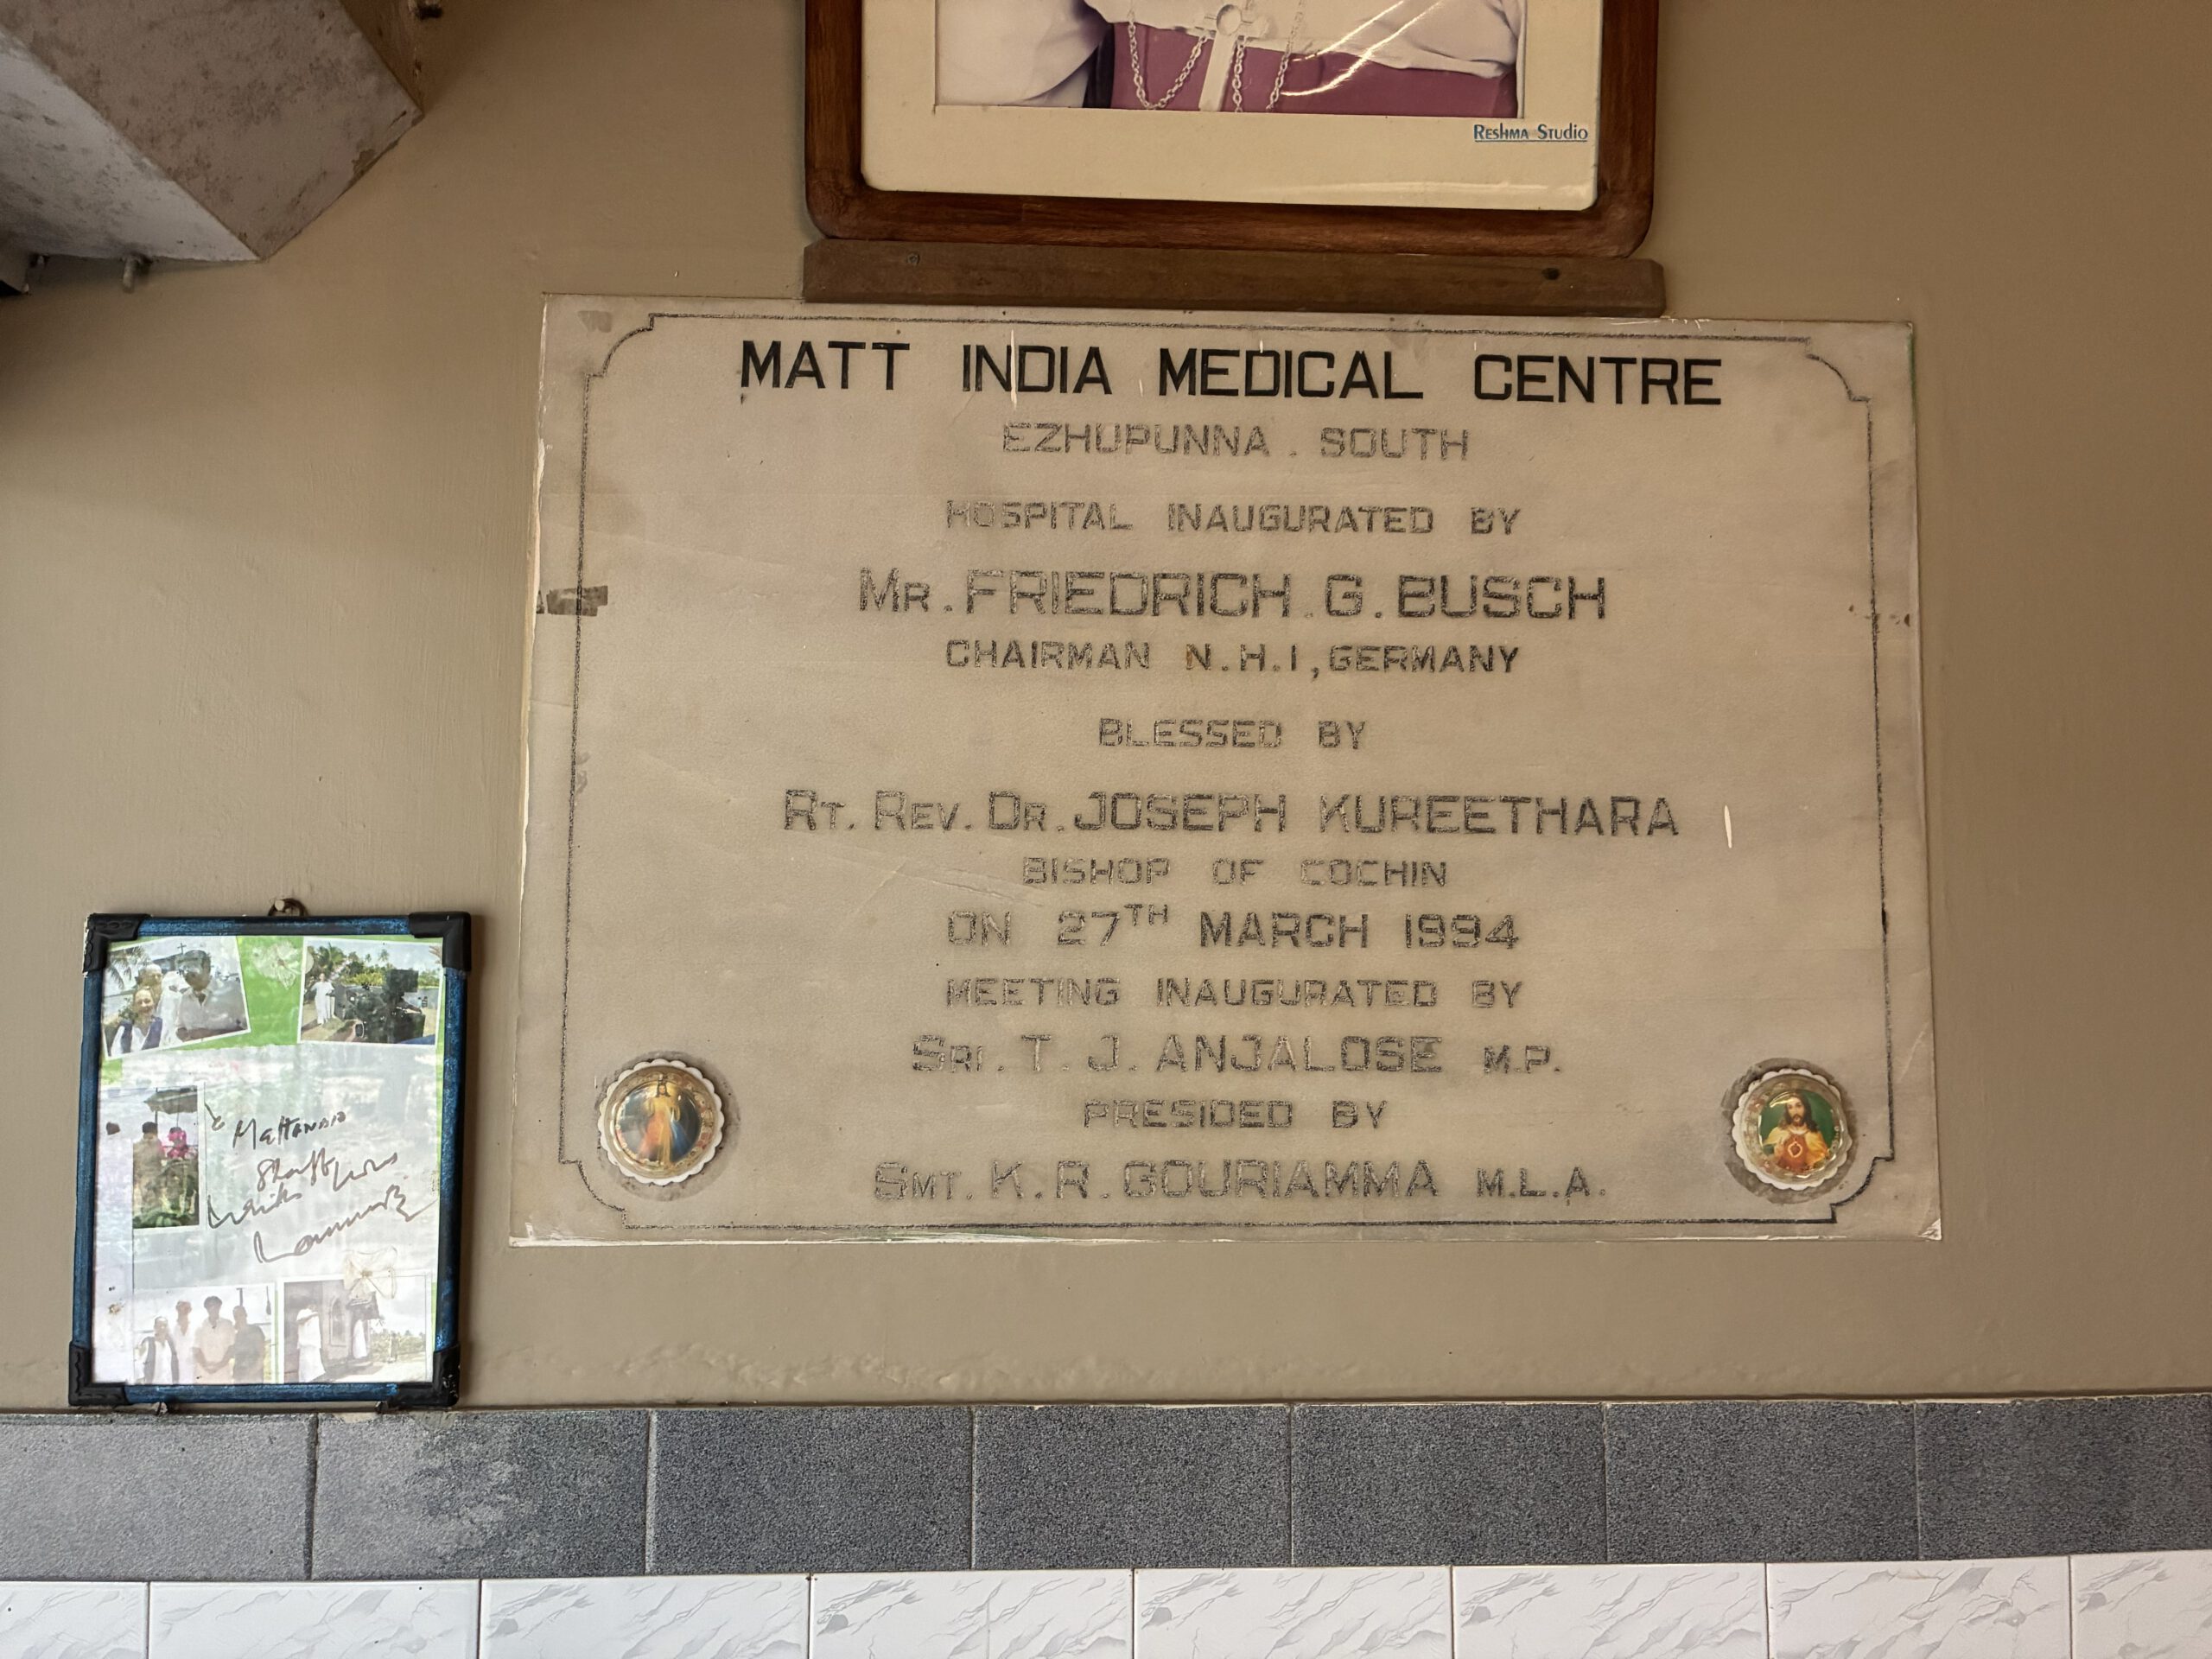 Reshma Studio
MATT INDIA MEDICAL CENTRE
EZHUPUNNA . SOUTH
HOSPITAL INAUGURATED BY
MR. FRIEDRICH. G. BUSCH
CHAIRMAN N.H.I, GERMANY
BLESSED BY
RT. REV. DR. JOSEPH KUREETHARA
BISHOP OF COCHIN
ON 27TH MARCH 1994
MEETING INAUGURATED BY
SRI. T. J. ANJALOSE M.P.
PRESIDED BY
SMT. K. R. GOURIAMMA M.L.A.